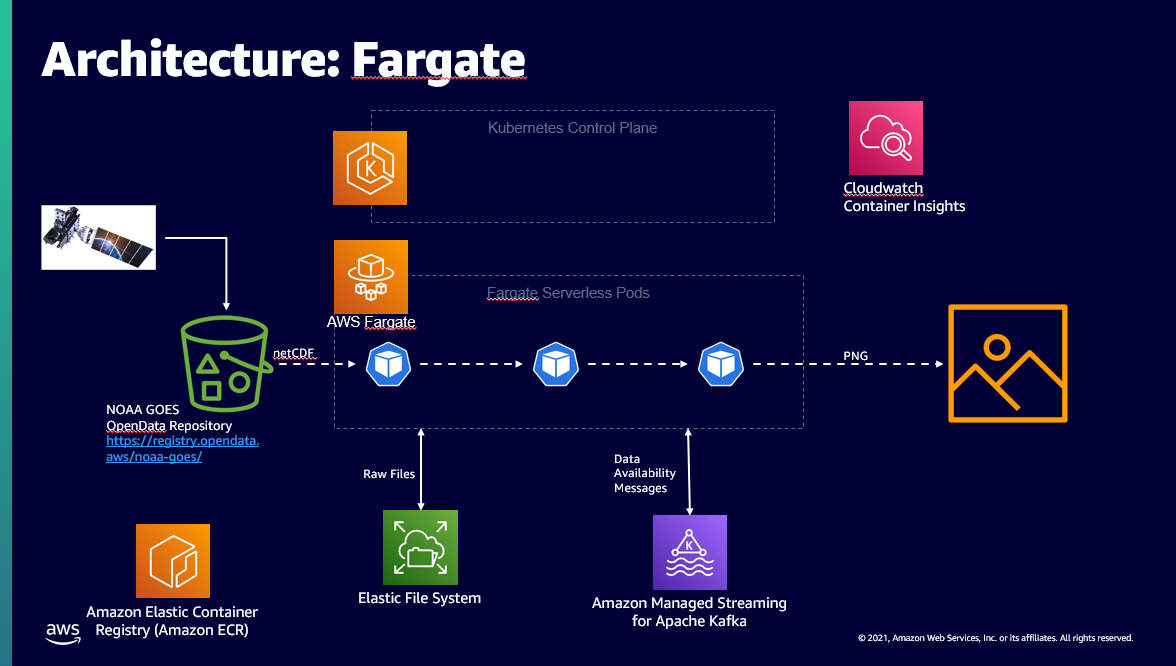 Architecture: Fargate
Kubernetes Control Plane
K
Cloudwatch
Container Insights
Fargate Serverless Pods
AWS Fargate
netCDF
PNG
NOAA GOES
OpenData Repository
https://registry.opendata.
aws/noaa-goes/
Raw Files
Data
Availability
Messages
K
Elastic File System
Amazon Managed Streaming
for Apache Kafka
Amazon Elastic Container
Registry (Amazon ECR)
aws
© 2021, Amazon Web Services, Inc. or its affiliates. All rights reserved.